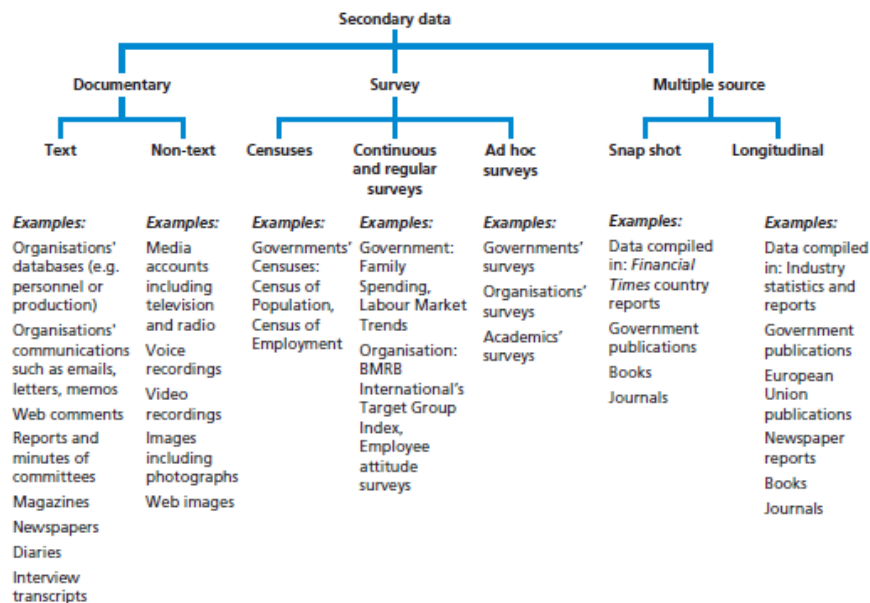 Secondary data
Documentary
Survey
Multiple source
Text
Non-text
Censuses
Continuous
and regular
surveys
Ad hoc
surveys
Snap shot
Longitudinal
Examples:
Organisations'
databases (e.g.
personnel or
production)
Organisations'
communications
such as emails,
letters, memos
Web comments
Reports and
minutes of
committees
Magazines
Newspapers
Diaries
Interview
transcripts
Examples:
Media
accounts
including
television
and radio
Voice
recordings
Video
recordings
Images
including
photographs
Web images
Examples:
Governments'
Censuses:
Census of
Population,
Census of
Employment
Examples:
Government:
Family
Spending,
Labour Market
Trends
Organisation:
BMRB
International's
Target Group
Index,
Employee
attitude
surveys
Examples:
Governments'
surveys
Organisations'
surveys
Academics'
surveys
Examples:
Data compiled
in: Financial
Times country
reports
Government
publications
Books
Journals
Examples:
Data compiled
in: Industry
statistics and
reports
Government
publications
European
Union
publications
Newspaper
reports
Books
Journals